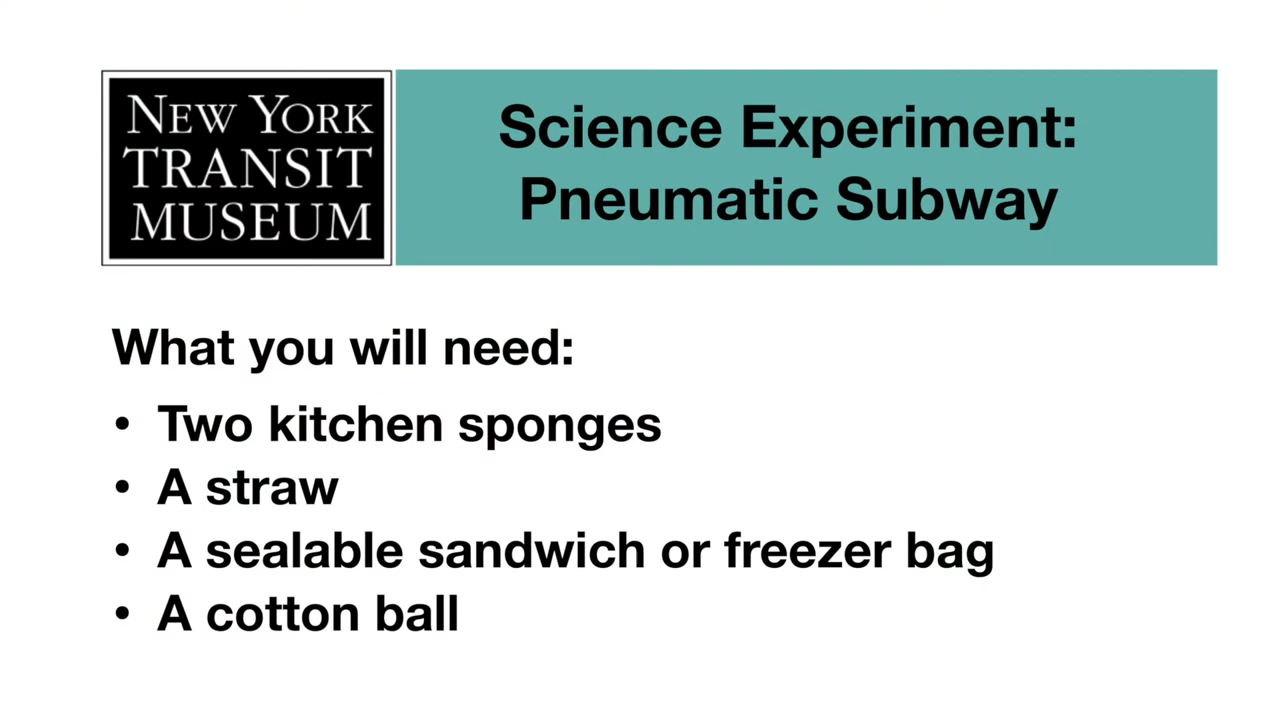 NEW YORK
TRANSIT
MUSEUM
Science Experiment:
Pneumatic Subway
What you will need:
• Two kitchen sponges
• A straw
• A sealable sandwich or freezer bag
• A cotton ball